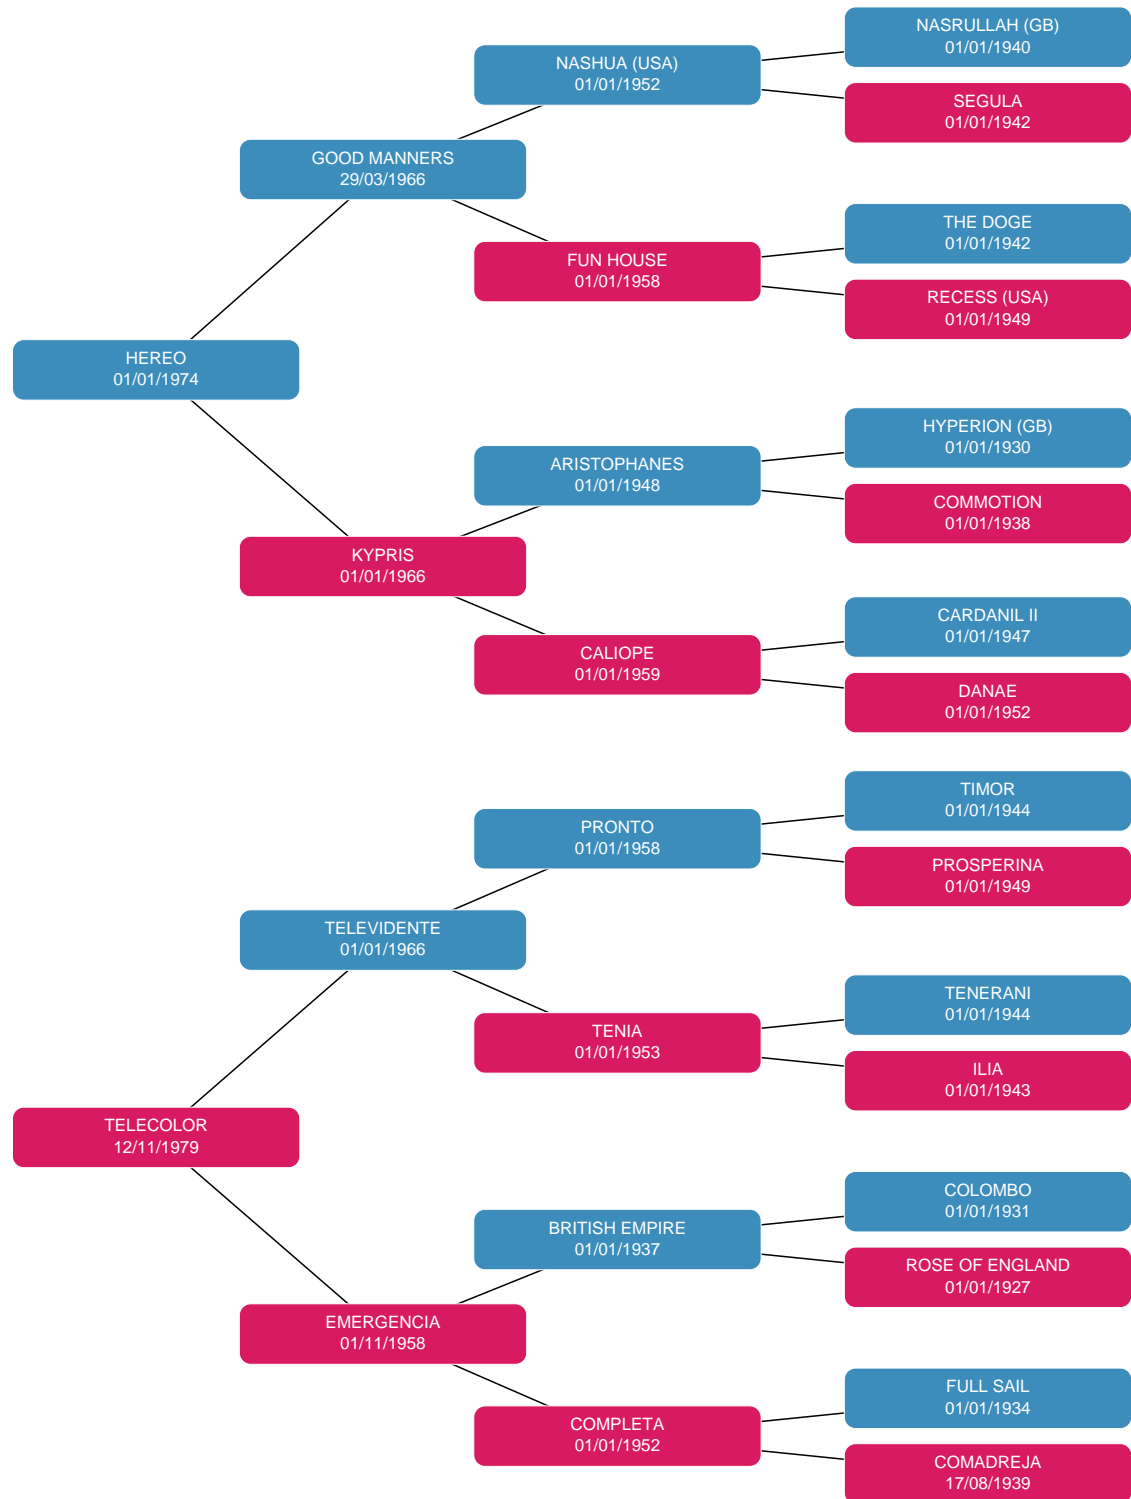 NASRULLAH (GB)
01/01/1940
NASHUA (USA)
01/01/1952
SEGULA
01/01/1942
GOOD MANNERS
29/03/1966
THE DOGE
01/01/1942
FUN HOUSE
01/01/1958
RECESS (USA)
01/01/1949
HEREO
01/01/1974
HYPERION (GB)
01/01/1930
ARISTOPHANES
01/01/1948
COMMOTION
01/01/1938
KYPRIS
01/01/1966
CARDANIL II
01/01/1947
CALIOPE
01/01/1959
DANAE
01/01/1952
TIMOR
01/01/1944
PRONTO
01/01/1958
PROSPERINA
01/01/1949
TELEVIDENTE
01/01/1966
TENERANI
01/01/1944
TENIA
01/01/1953
ILIA
01/01/1943
TELECOLOR
12/11/1979
COLOMBO
01/01/1931
BRITISH EMPIRE
01/01/1937
ROSE OF ENGLAND
01/01/1927
EMERGENCIA
01/11/1958
FULL SAIL
01/01/1934
COMPLETA
01/01/1952
COMADREJA
17/08/1939